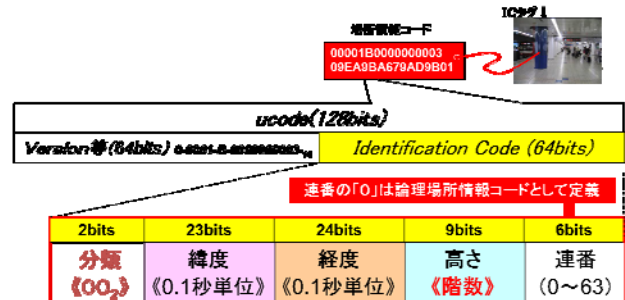 ICタグ↓
場所情報コード
00001B0000000003
09EA9BA679AD9B01
ucode(128bits)
Version等(64bits)
Identification Code (64bits)
連番の「0」は論理場所情報コードとして定義
2bits 23bits 24bits 9bits 6bits
分類 緯度 経度 高さ 連番
《00₂》 《0.1秒単位》 《0.1秒単位》 《階数》 (0～63)